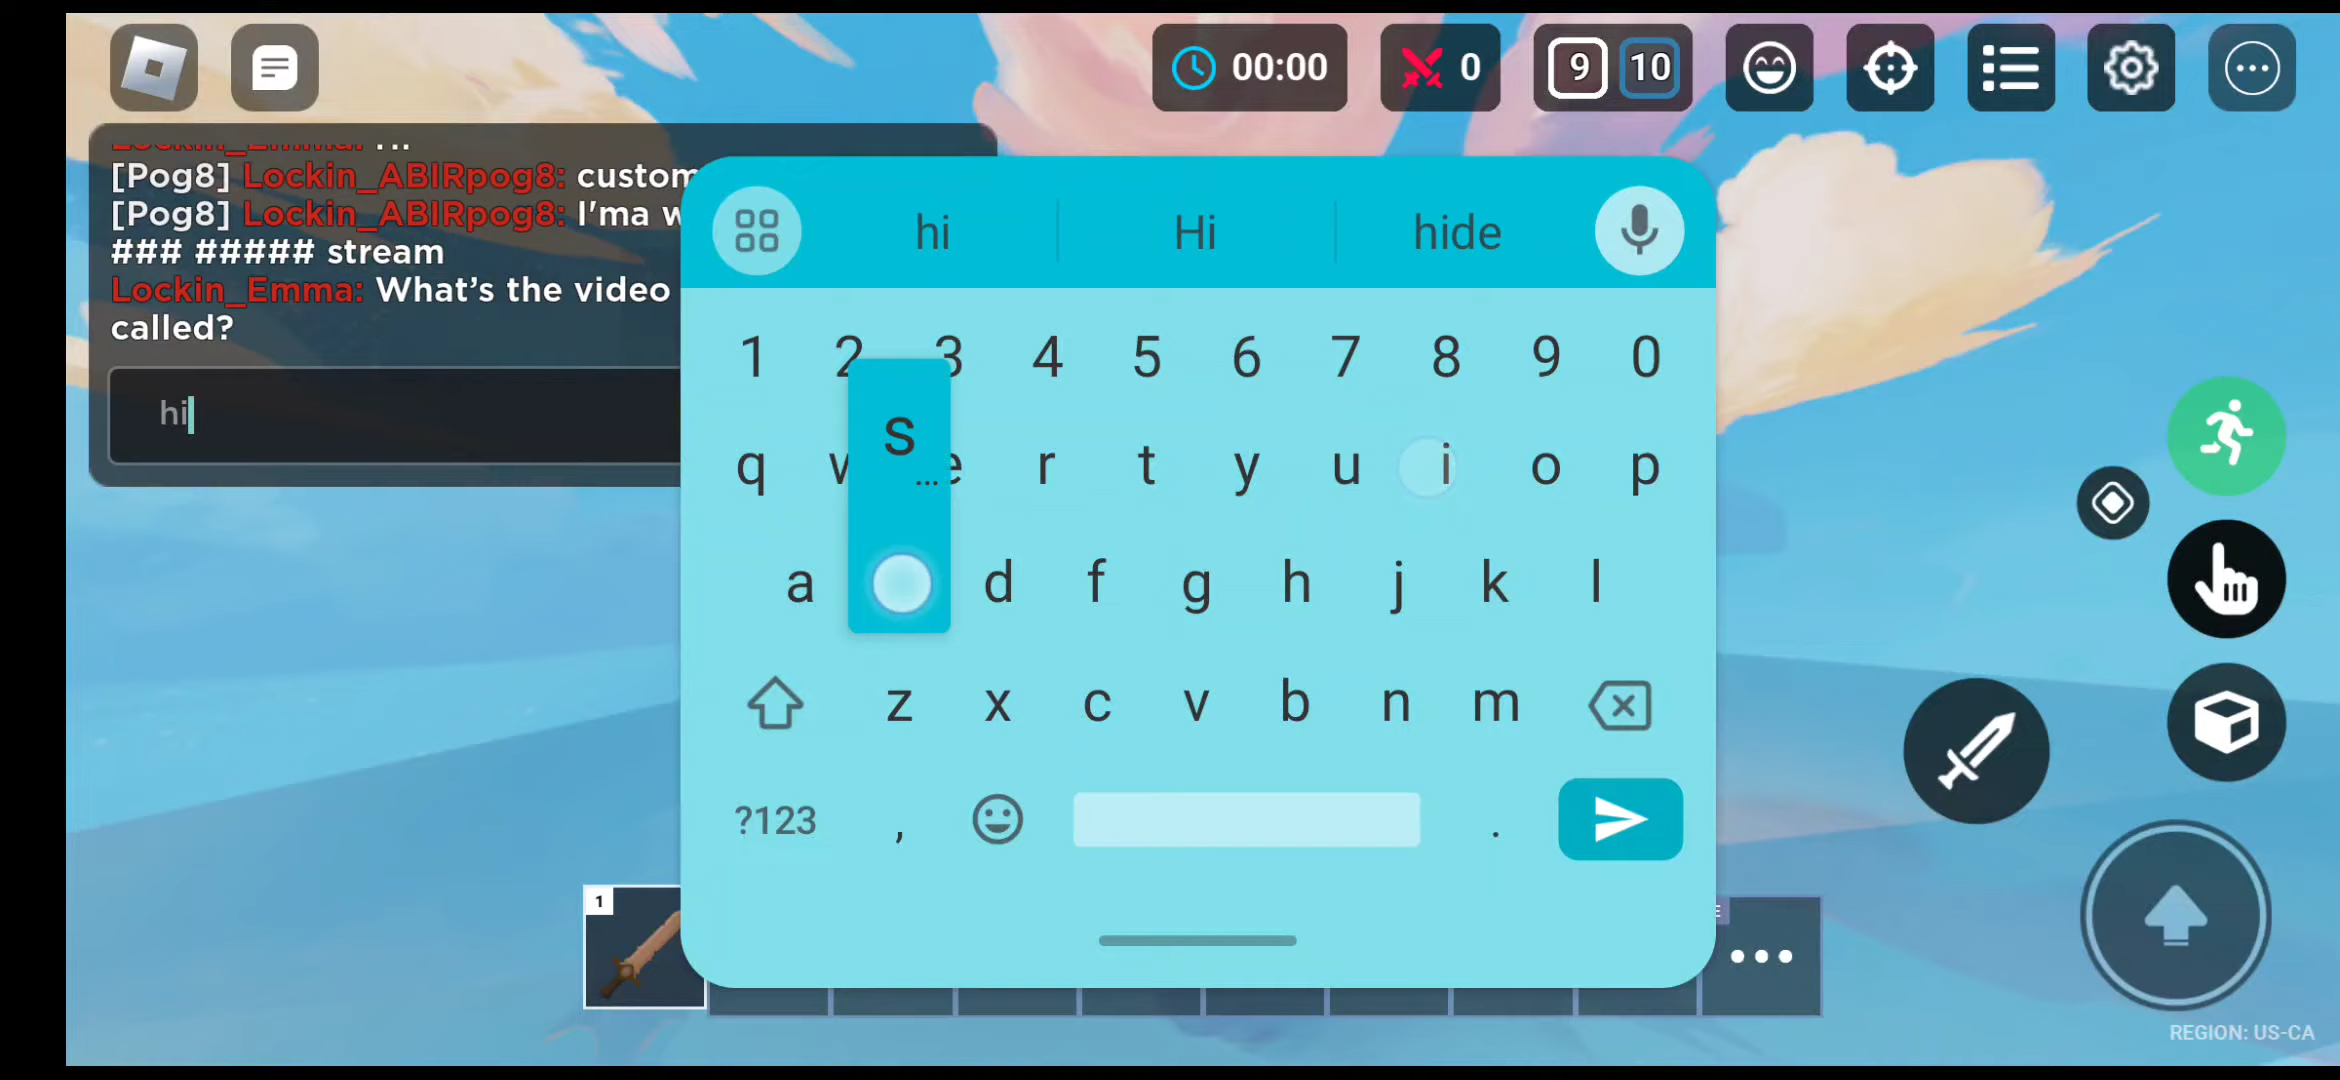 00:00
0
9
10
Lockin_Emma:
[Pog8] Lockin_ABIRpog8: custom
[Pog8] Lockin_ABIRpog8: I'ma w
### ##### stream
Lockin_Emma: What's the video
called?
hi
hi Hi hide
1 2 3 4 5 6 7 8 9 0
q w e r t y u i o p
s
...
a d f g h j k l
z x c v b n m
?123 , .
1
REGION: US-CA